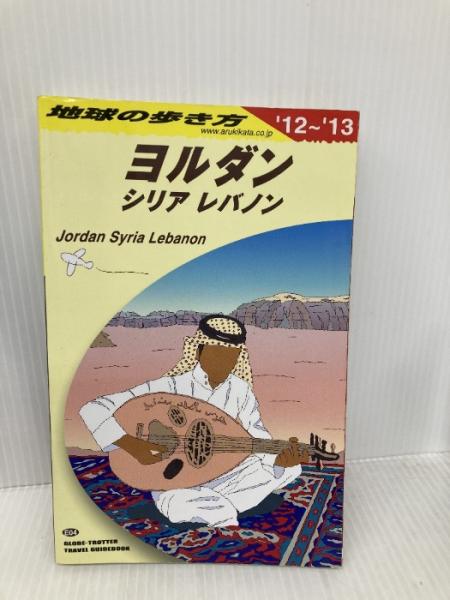 地球の歩き方
www.arukikata.co.jp
'12~'13
ヨルダン
シリア レバノン
Jordan Syria Lebanon
E04
GLOBE-TROTTER
TRAVEL GUIDEBOOK